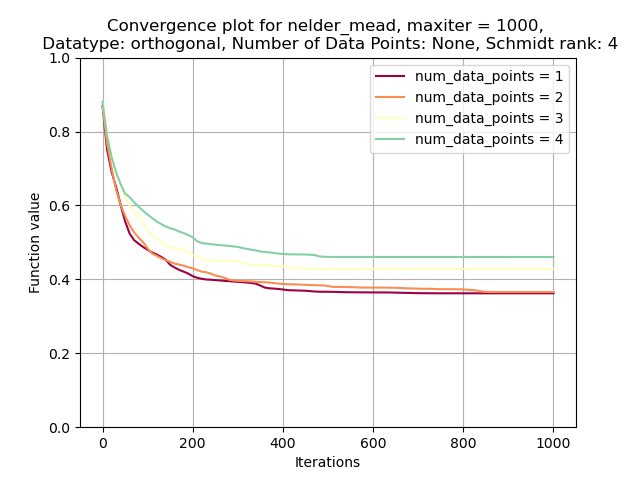 Convergence plot for nelder_mead, maxiter = 1000,
Datatype: orthogonal, Number of Data Points: None, Schmidt rank: 4
num_data_points = 1
num_data_points = 2
num_data_points = 3
num_data_points = 4
Function value
1.0
0.8
0.6
0.4
0.2
0.0
0 200 400 600 800 1000
Iterations